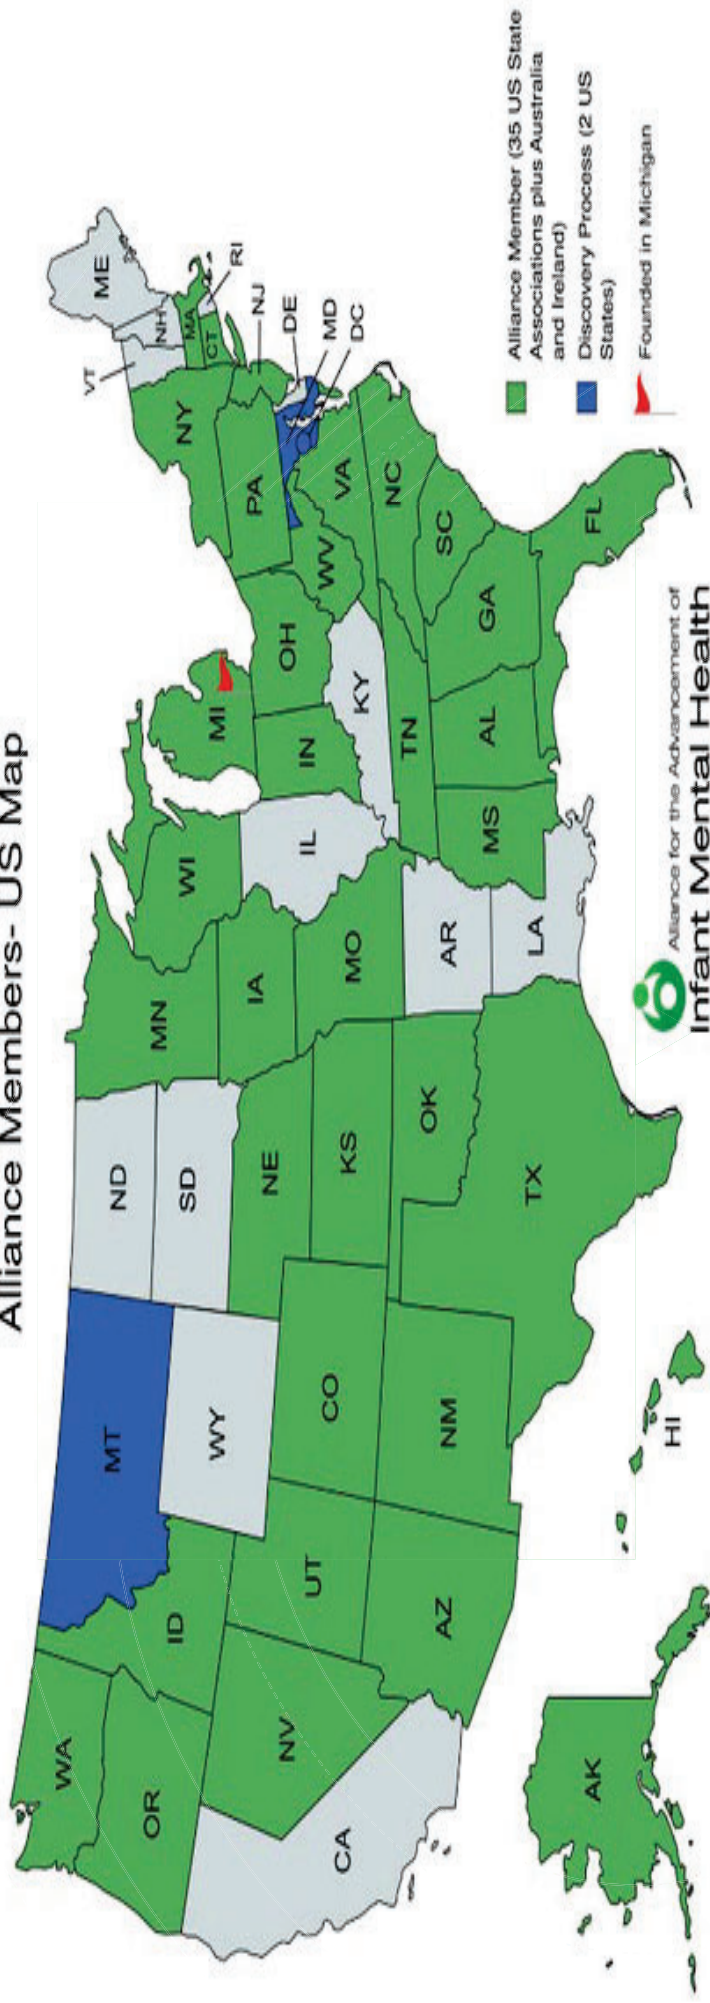 Alliance Members- US Map
WA
MT
ND
MN
ME
VT
NH
OR
ID
SD
WI
MI
NY
MA
CT
RI
WY
IA
PA
NJ
NV
UT
NE
IL
IN
OH
DE
MD
DC
CA
CO
KS
MO
KY
WV
VA
AZ
NM
OK
AR
TN
NC
SC
TX
LA
MS
AL
GA
FL
AK
HI
Alliance Member (35 US State
Associations plus Australia
and Ireland)
Discovery Process (2 US
States)
Founded in Michigan
Alliance for the Advancement of
Infant Mental Health